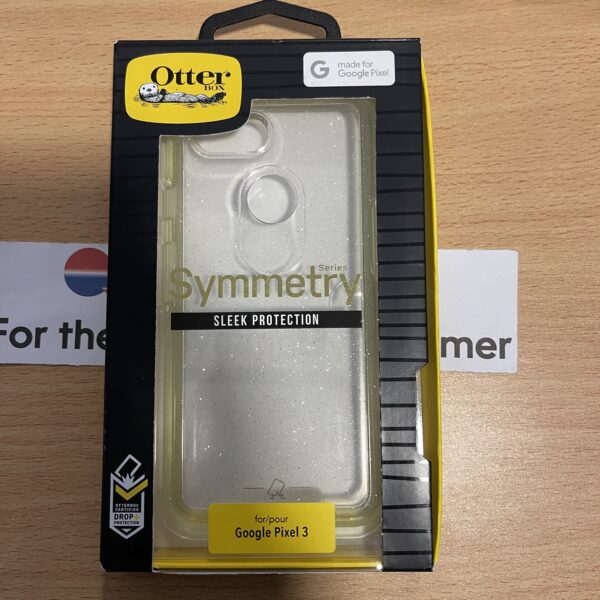 Otter
BOX
G made for
Google Pixel
Series
Symmetry
SLEEK PROTECTION
For the
mer
OTTERBOX
CERTIFIED
DROP+
PROTECTION
for/pour
Google Pixel 3